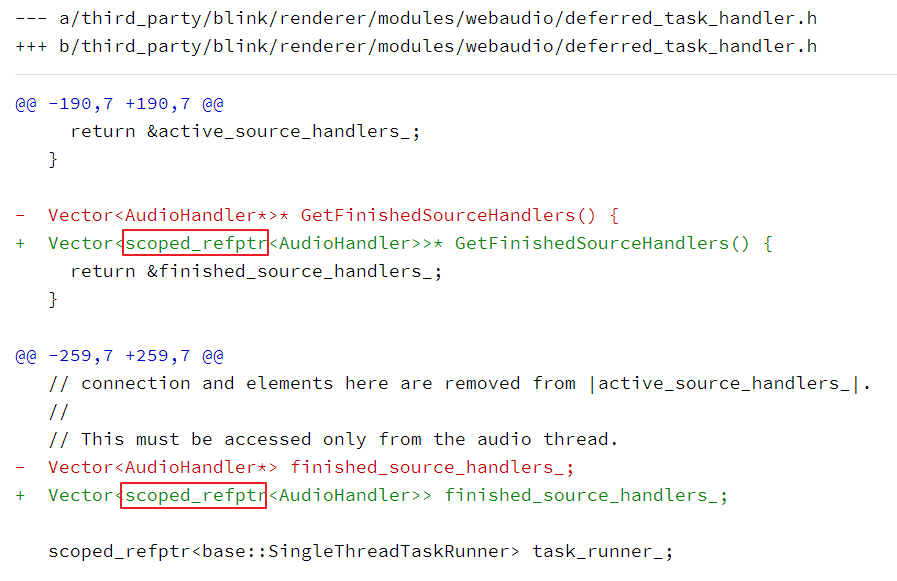 --- a/third_party/blink/renderer/modules/webaudio/deferred_task_handler.h
+++ b/third_party/blink/renderer/modules/webaudio/deferred_task_handler.h
@@ -190,7 +190,7 @@
     return &active_source_handlers_;
   }

-  Vector<AudioHandler*>* GetFinishedSourceHandlers() {
+  Vector<scoped_refptr<AudioHandler>>* GetFinishedSourceHandlers() {
     return &finished_source_handlers_;
   }

@@ -259,7 +259,7 @@
   // connection and elements here are removed from |active_source_handlers_|.
   //
   // This must be accessed only from the audio thread.
-  Vector<AudioHandler*> finished_source_handlers_;
+  Vector<scoped_refptr<AudioHandler>> finished_source_handlers_;

   scoped_refptr<base::SingleThreadTaskRunner> task_runner_;